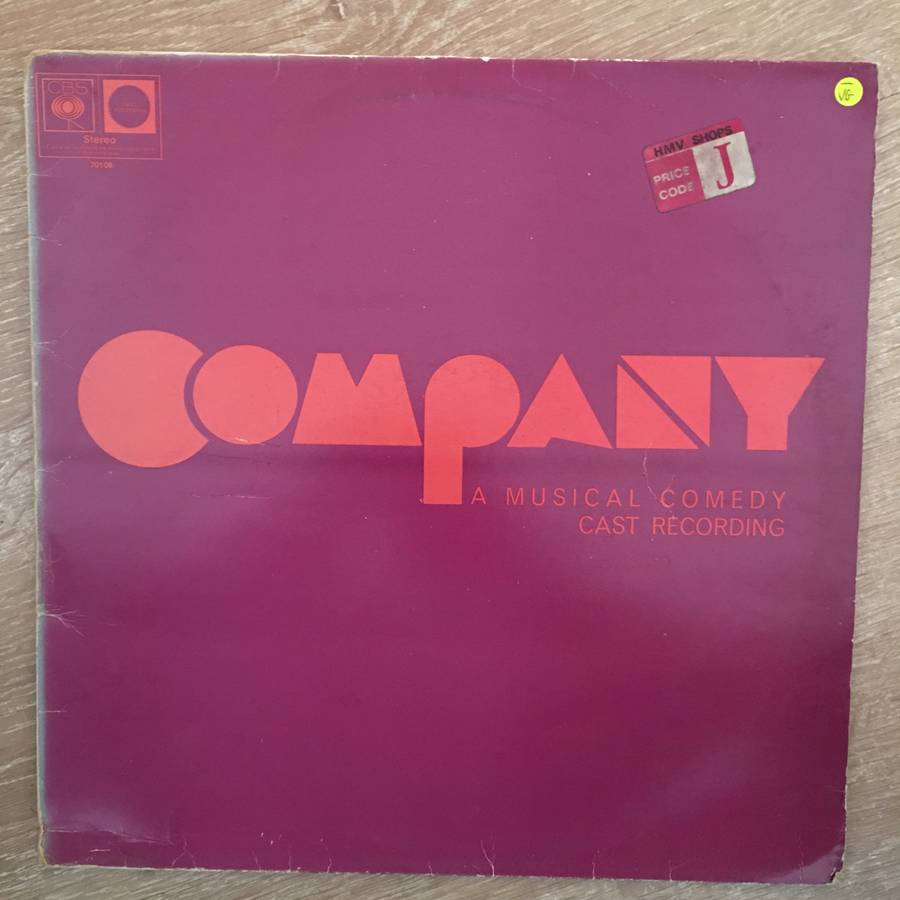 CBS
Stereo
70108
VG
HMV SHOPS
PRICE
CODE
J
COMPANY
A MUSICAL COMEDY
CAST RECORDING